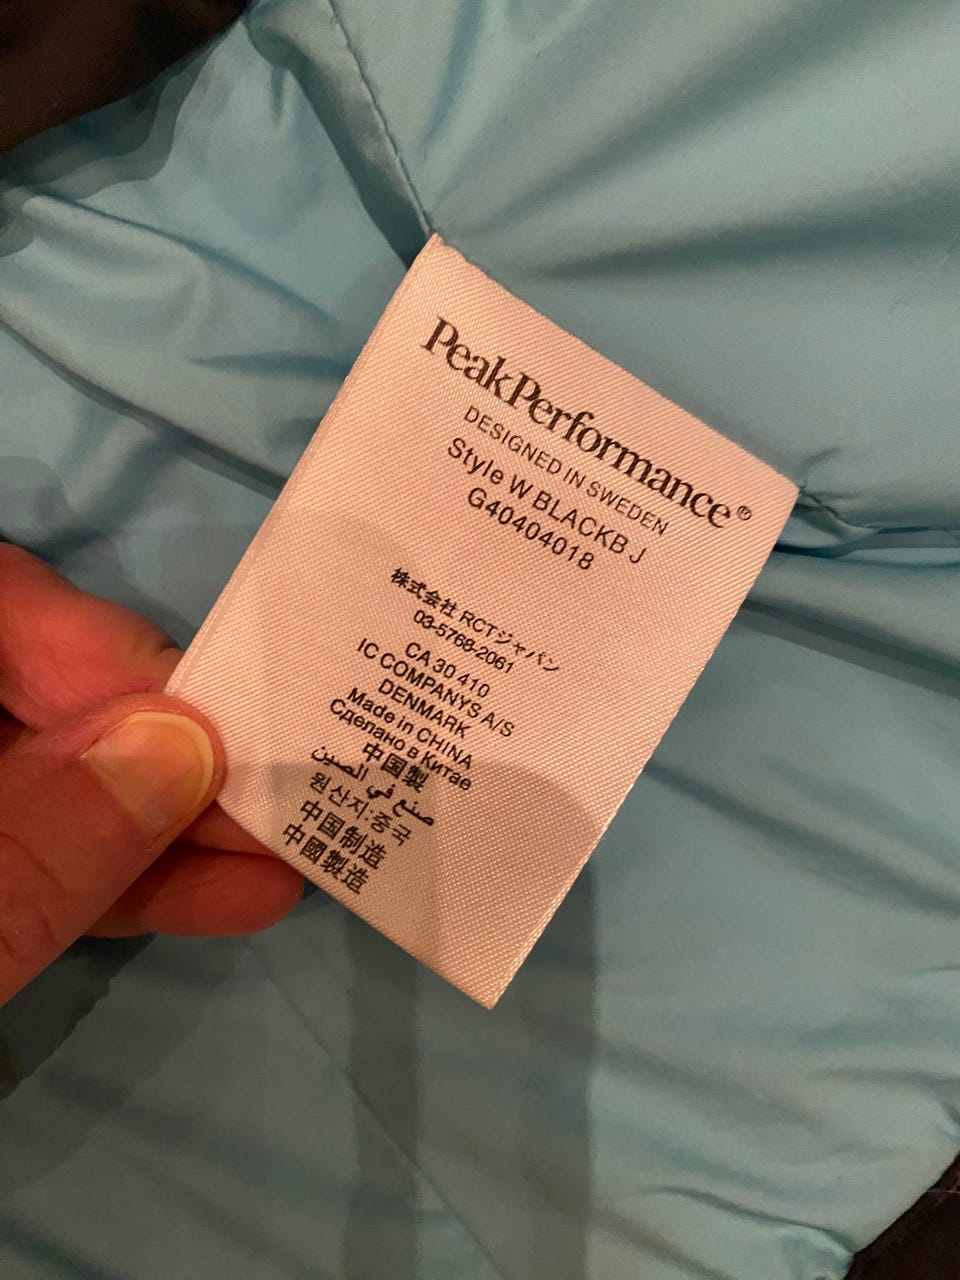 PeakPerformance®
DESIGNED IN SWEDEN
Style W BLACKB J
G40404018
株式会社 RCTジャパン
03-5768-2061
CA 30 410
IC COMPANYS A/S
DENMARK
Made in CHINA
Сделано в Китае
中国製
صنع في الصين
원산지:중국
中国制造
中國製造